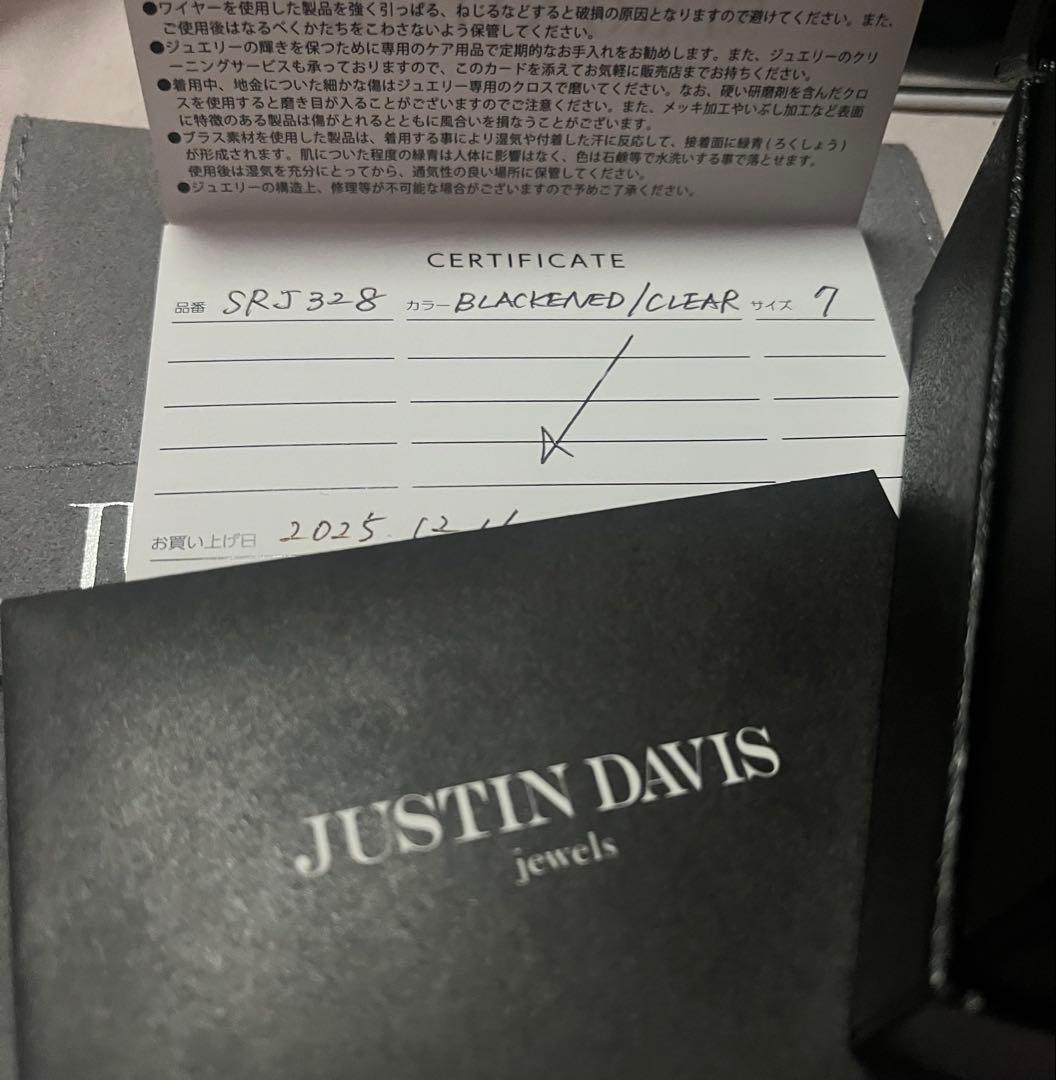 ●ワイヤーを使用した製品を強く引っぱる、ねじるなどすると破損の原因となりますので避けてください。また、
ご使用後はなるべくかたちをこわさないよう保管してください。
●ジュエリーの輝きを保つために専用のケア用品で定期的なお手入れをお勧めします。また、ジュエリーのクリ
ーニングサービスも承っておりますので、このカードを添えてお気軽に販売店までお持ちください。
●着用中、地金についた細かな傷はジュエリー専用のクロスで磨いてください。なお、硬い研磨剤を含んだクロ
スを使用すると磨き目が入ることがございますのでご注意ください。また、メッキ加工やいぶし加工など表面
に特徴のある製品は傷がとれるとともに風合いを損なうことがございます。
●ブラス素材を使用した製品は、着用する事により湿気や付着した汗に反応して、接着面に緑青(ろくしょう)
が形成されます。肌についた程度の緑青は人体に影響はなく、色は石鹸等で水洗いする事で落とせます。
使用後は湿気を充分にとってから、通気性の良い場所に保管してください。
●ジュエリーの構造上、修理等が不可能な場合がございますので予めご了承ください。
CERTIFICATE
品番 SRJ328 カラー BLACKENED/CLEAR サイズ 7
お買い上げ日 2025.12
JUSTIN DAVIS
jewels